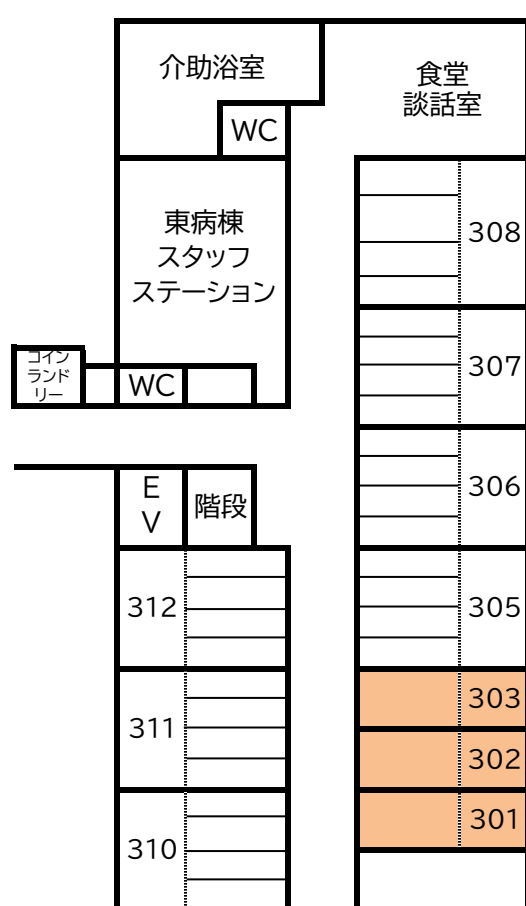 介助浴室
食堂
談話室
WC
東病棟
スタッフ
ステーション
308
コイン
ランド
リー
WC
307
306
E
V
階段
312
305
303
311
302
301
310